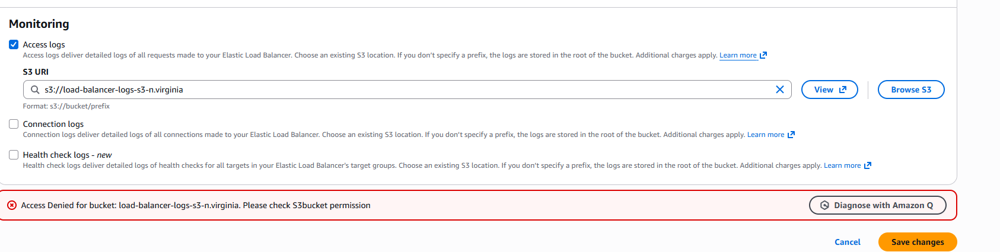 Monitoring
Access logs
Access logs deliver detailed logs of all requests made to your Elastic Load Balancer. Choose an existing S3 location. If you don't specify a prefix, the logs are stored in the root of the bucket. Additional charges apply. Learn more
S3 URI
s3://load-balancer-logs-s3-n.virginia
View
Browse S3
Format: s3://bucket/prefix
Connection logs
Connection logs deliver detailed logs of all connections made to your Elastic Load Balancer. Choose an existing S3 location. If you don't specify a prefix, the logs are stored in the root of the bucket. Additional charges apply. Learn more
Health check logs - new
Health check logs deliver detailed logs of health checks for all targets in your Elastic Load Balancer's target groups. Choose an existing S3 location. If you don't specify a prefix, the logs are stored in the root of the bucket. Additional charges apply. Learn more
Access Denied for bucket: load-balancer-logs-s3-n.virginia. Please check S3bucket permission
Diagnose with Amazon Q
Cancel
Save changes